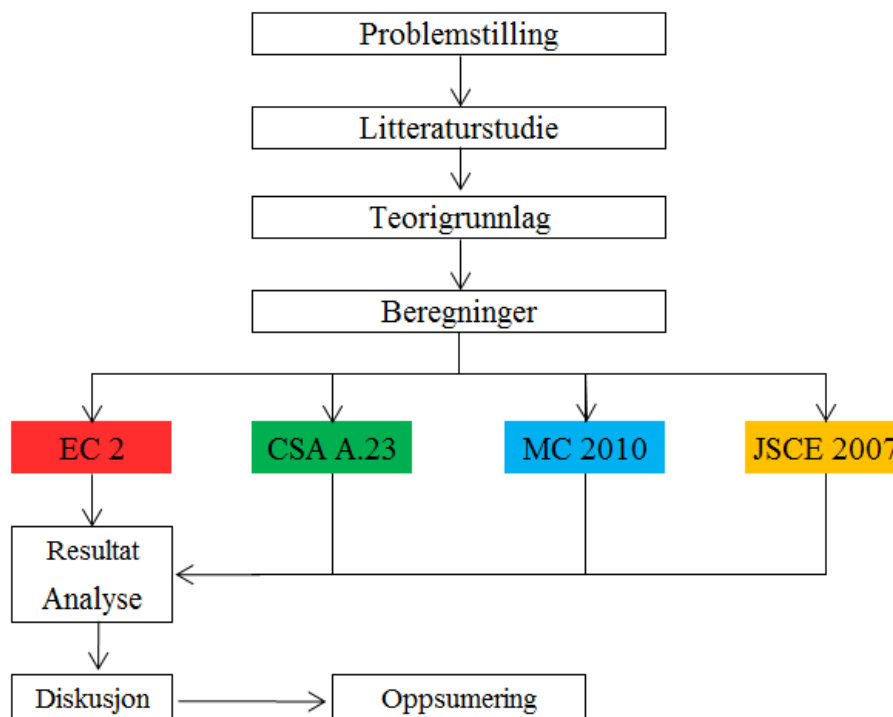 Problemstilling
Litteraturstudie
Teorigrunnlag
Beregninger
EC 2
CSA A.23
MC 2010
JSCE 2007
Resultat
Analyse
Diskusjon
Oppsumering